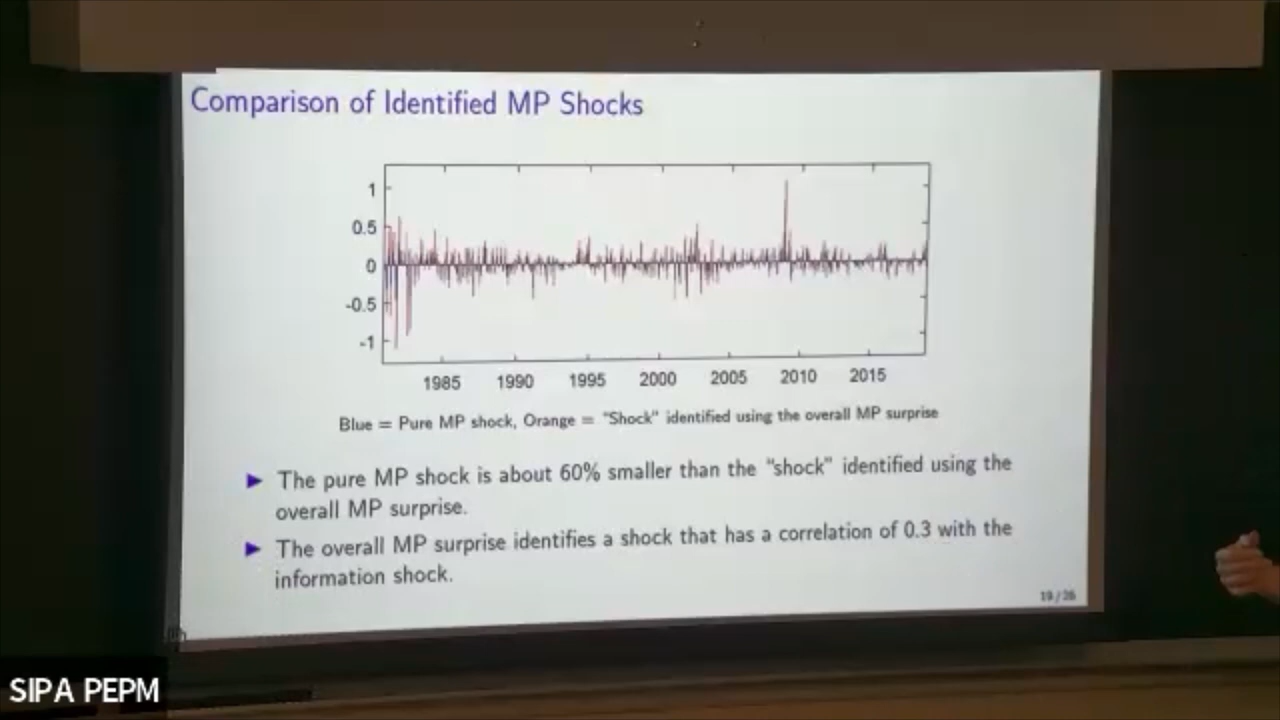 Comparison of Identified MP Shocks
1
0.5
0
-0.5
-1
1985 1990 1995 2000 2005 2010 2015
Blue = Pure MP shock, Orange = "Shock" identified using the overall MP surprise
The pure MP shock is about 60% smaller than the "shock" identified using the
overall MP surprise.
The overall MP surprise identifies a shock that has a correlation of 0.3 with the
information shock.
19/26
SIPA PEPM